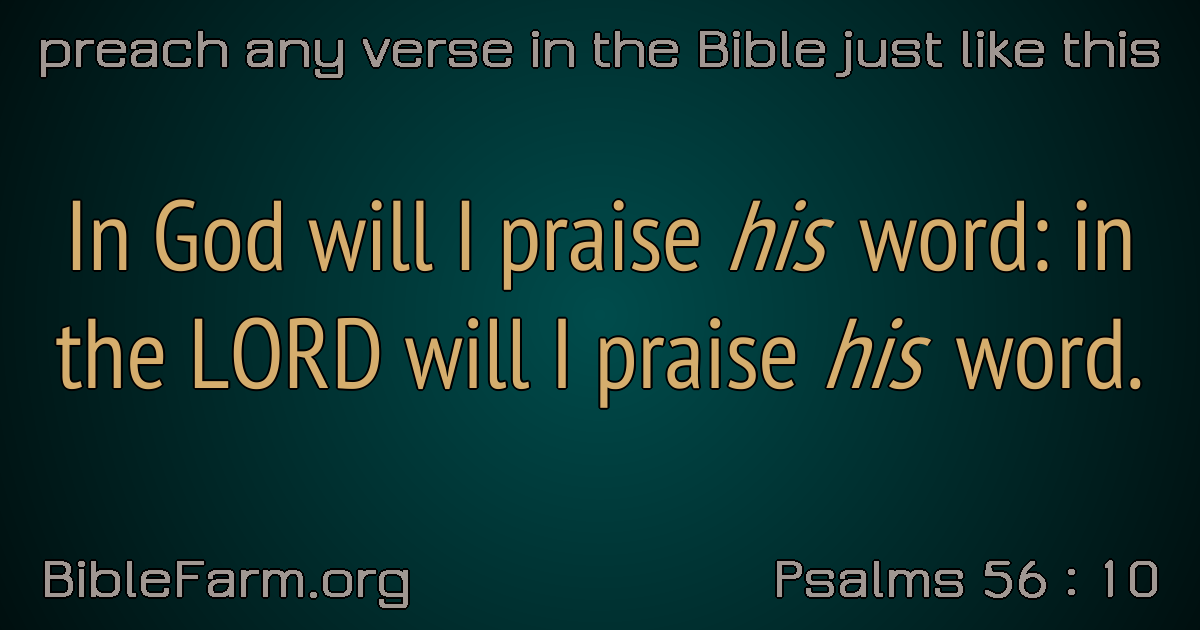 preach any verse in the Bible just like this
In God will I praise his word: in
the LORD will I praise his word.
BibleFarm.org
Psalms 56 : 10